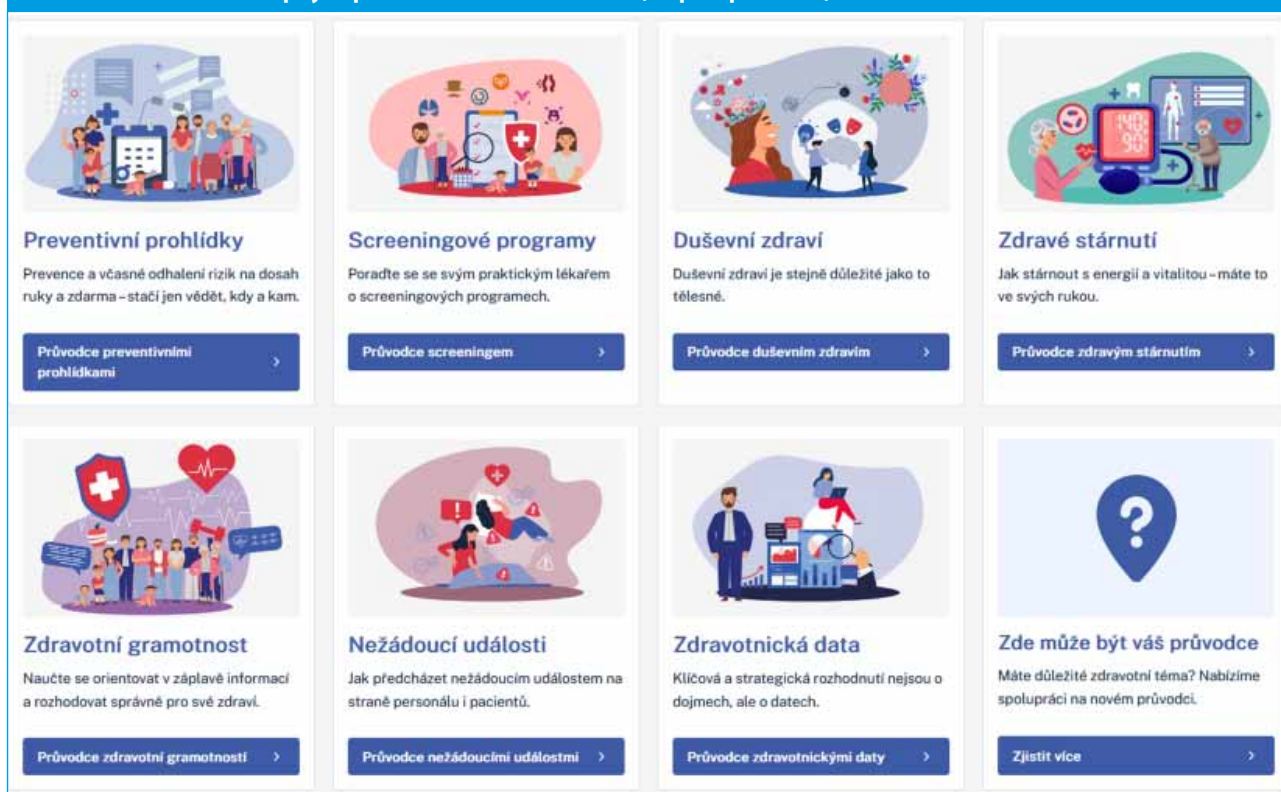 Preventivní prohlídky
Prevence a včasné odhalení rizik na dosah
ruky a zdarma – stačí jen vědět, kdy a kam.
Průvodce preventivními
prohlídkami
Screeningové programy
Poraďte se se svým praktickým lékařem
o screeningových programech.
Průvodce screeningem
Duševní zdraví
Duševní zdraví je stejně důležité jako to
tělesné.
Průvodce duševním zdravím
140
90
Zdravé stárnutí
Jak stárnout s energií a vitalitou – máte to
ve svých rukou.
Průvodce zdravým stárnutím
Zdravotní gramotnost
Naučte se orientovat v záplavě informací
a rozhodovat správně pro své zdraví.
Průvodce zdravotní gramotností
Nežádoucí události
Jak předcházet nežádoucím událostem na
straně personálu i pacientů.
Průvodce nežádoucími událostmi
Zdravotnická data
Klíčová a strategická rozhodnutí nejsou o
dojmech, ale o datech.
Průvodce zdravotnickými daty
?
Zde může být váš průvodce
Máte důležité zdravotní téma? Nabízíme
spolupráci na novém průvodci.
Zjistit více